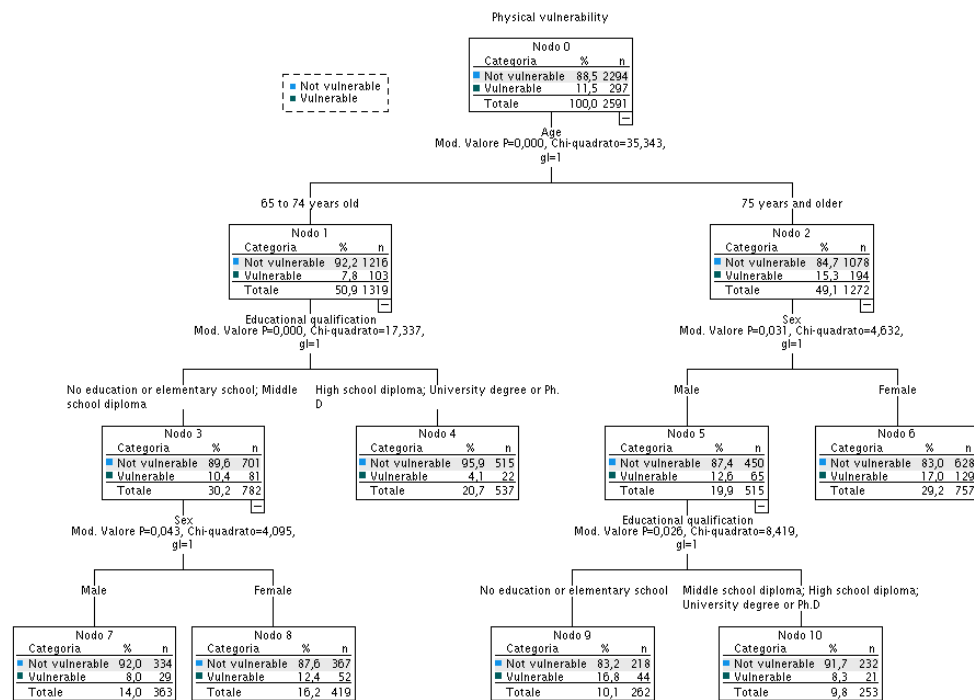 Physical vulnerability
Nodo 0
Categoria % n
Not vulnerable 88,5 2294
Vulnerable 11,5 297
Totale 100,0 2591
Not vulnerable
Vulnerable
Age
Mod. Valore P=0,000, Chi-quadrato=35,343,
gl=1
65 to 74 years old
75 years and older
Nodo 1
Categoria % n
Not vulnerable 92,2 1216
Vulnerable 7,8 103
Totale 50,9 1319
Nodo 2
Categoria % n
Not vulnerable 84,7 1078
Vulnerable 15,3 194
Totale 49,1 1272
Educational qualification
Mod. Valore P=0,000, Chi-quadrato=17,337,
gl=1
Sex
Mod. Valore P=0,031, Chi-quadrato=4,632,
gl=1
No education or elementary school; Middle
school diploma
High school diploma; University degree or Ph.
D
Male
Female
Nodo 3
Categoria % n
Not vulnerable 89,6 701
Vulnerable 10,4 81
Totale 30,2 782
Nodo 4
Categoria % n
Not vulnerable 95,9 515
Vulnerable 4,1 22
Totale 20,7 537
Nodo 5
Categoria % n
Not vulnerable 87,4 450
Vulnerable 12,6 65
Totale 19,9 515
Nodo 6
Categoria % n
Not vulnerable 83,0 628
Vulnerable 17,0 129
Totale 29,2 757
Sex
Mod. Valore P=0,043, Chi-quadrato=4,095,
gl=1
Educational qualification
Mod. Valore P=0,026, Chi-quadrato=8,419,
gl=1
Male
Female
No education or elementary school
Middle school diploma; High school diploma;
University degree or Ph.D
Nodo 7
Categoria % n
Not vulnerable 92,0 334
Vulnerable 8,0 29
Totale 14,0 363
Nodo 8
Categoria % n
Not vulnerable 87,6 367
Vulnerable 12,4 52
Totale 16,2 419
Nodo 9
Categoria % n
Not vulnerable 83,2 218
Vulnerable 16,8 44
Totale 10,1 262
Nodo 10
Categoria % n
Not vulnerable 91,7 232
Vulnerable 8,3 21
Totale 9,8 253